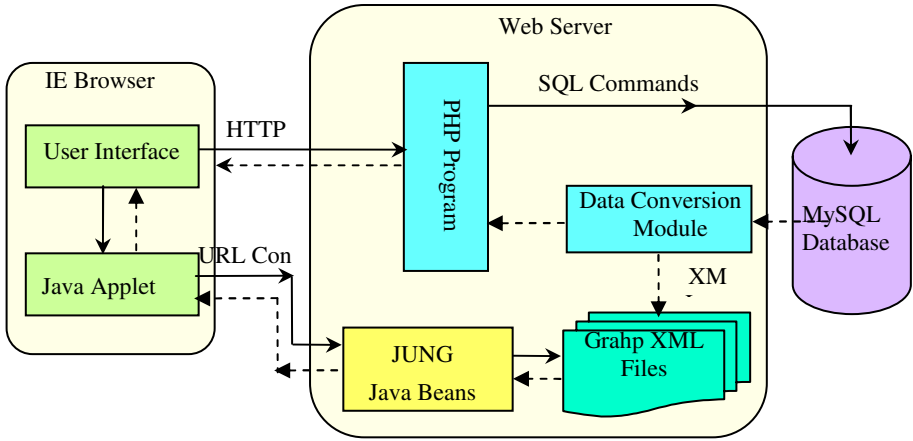 Web Server
IE Browser
SQL Commands
HTTP
PHP Program
User Interface
Data Conversion
Module
MySQL
Database
URL Con
Java Applet
XM
Grahp XML
Files
JUNG
Java Beans